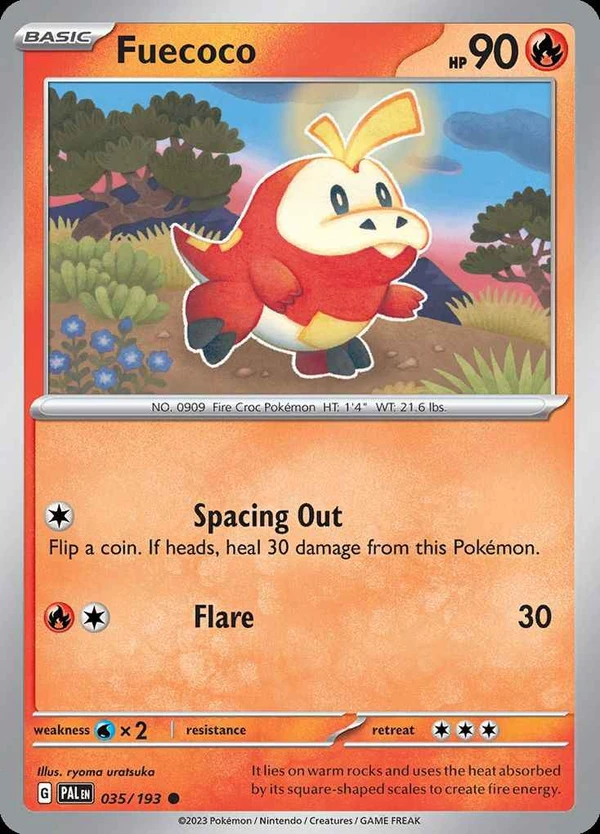 BASIC Fuecoco HP 90
NO. 0909 Fire Croc Pokémon HT: 1'4" WT: 21.6 lbs.
Spacing Out
Flip a coin. If heads, heal 30 damage from this Pokémon.
Flare 30
weakness ×2 resistance retreat
Illus. ryoma uratsuka
G PAL EN 035/193
It lies on warm rocks and uses the heat absorbed
by its square-shaped scales to create fire energy.
©2023 Pokémon / Nintendo / Creatures / GAME FREAK